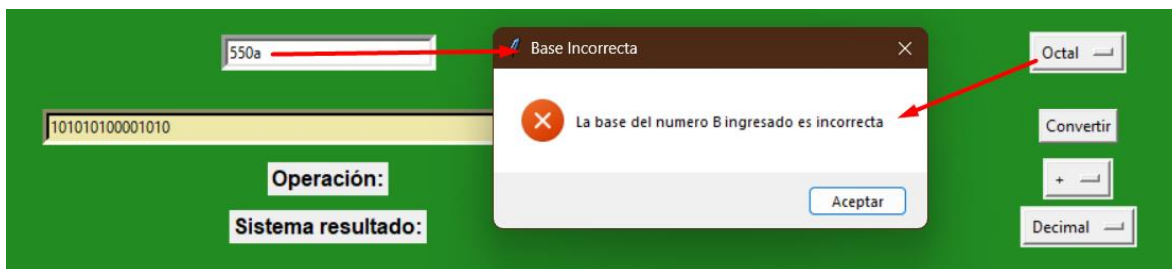 550a
Base Incorrecta
Octal
La base del numero B ingresado es incorrecta
101010100001010
Convertir
Operación:
+
Aceptar
Sistema resultado:
Decimal